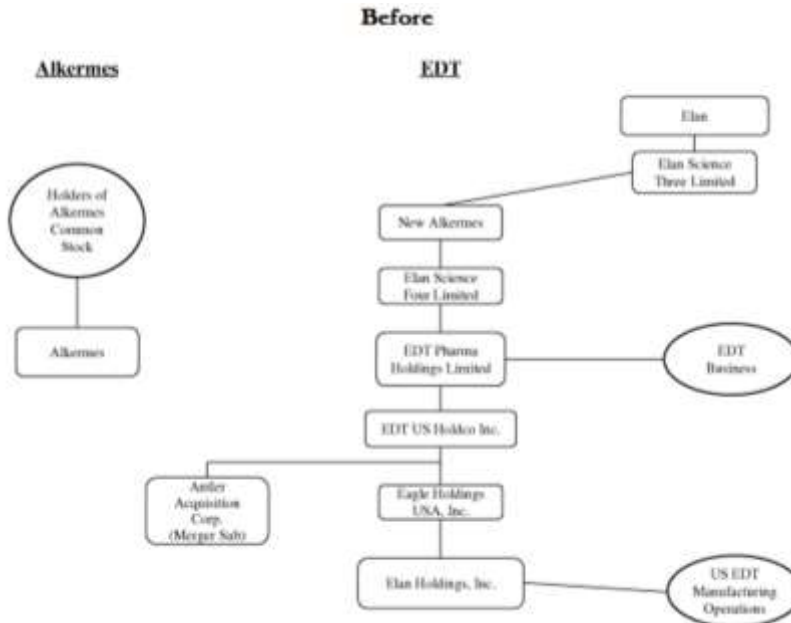 Before
Alkermes
EDT
Elan
Elan Science
Three Limited
Holders of
Alkermes
Common
Stock
New Alkermes
Elan Science
Four Limited
Alkermes
EDT Pharma
Holdings Limited
EDT
Business
EDT US Holdco Inc.
Antler
Acquisition
Corp.
(Merger Sub)
Eagle Holdings
USA, Inc.
Elan Holdings, Inc.
US EDT
Manufacturing
Operations